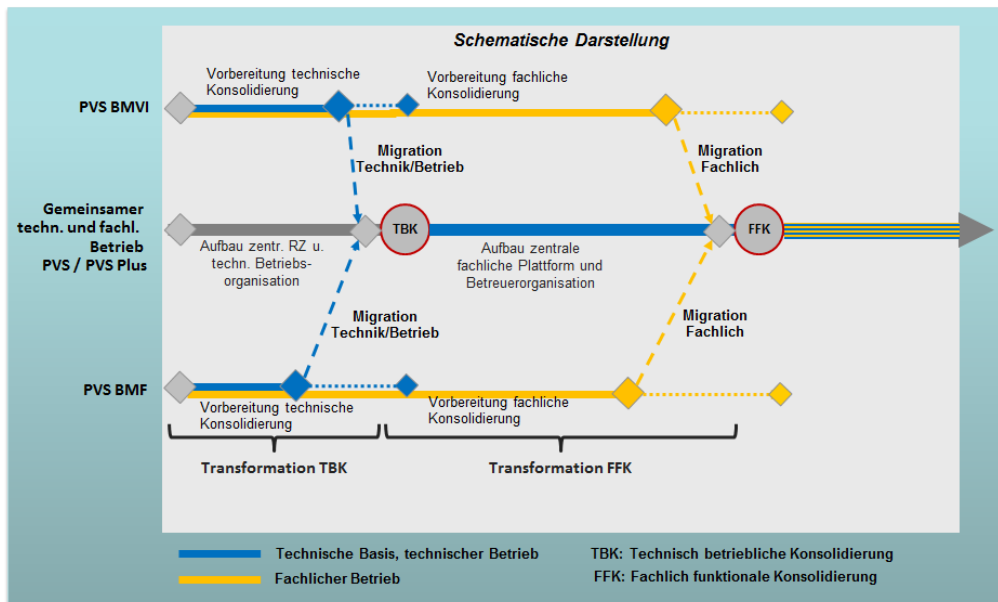 Schematische Darstellung
Vorbereitung technische
Konsolidierung
Vorbereitung fachliche
Konsolidierung
PVS BMVI
Migration
Technik/Betrieb
Migration
Fachlich
Gemeinsamer
techn. und fachl.
Betrieb
PVS / PVS Plus
TBK
FFK
Aufbau zentr. RZ u.
techn. Betriebs-
organisation
Aufbau zentrale
fachliche Plattform und
Betreuerorganisation
Migration
Technik/Betrieb
Migration
Fachlich
PVS BMF
Vorbereitung technische
Konsolidierung
Vorbereitung fachliche
Konsolidierung
Transformation TBK
Transformation FFK
Technische Basis, technischer Betrieb
TBK: Technisch betriebliche Konsolidierung
Fachlicher Betrieb
FFK: Fachlich funktionale Konsolidierung